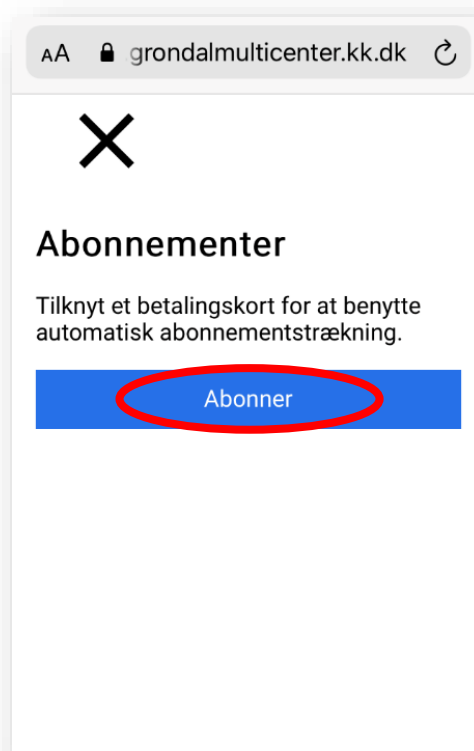 AA grondalmulticenter.kk.dk
Abonnementer
Tilknyt et betalingskort for at benytte
automatisk abonnementstrækning.
Abonner